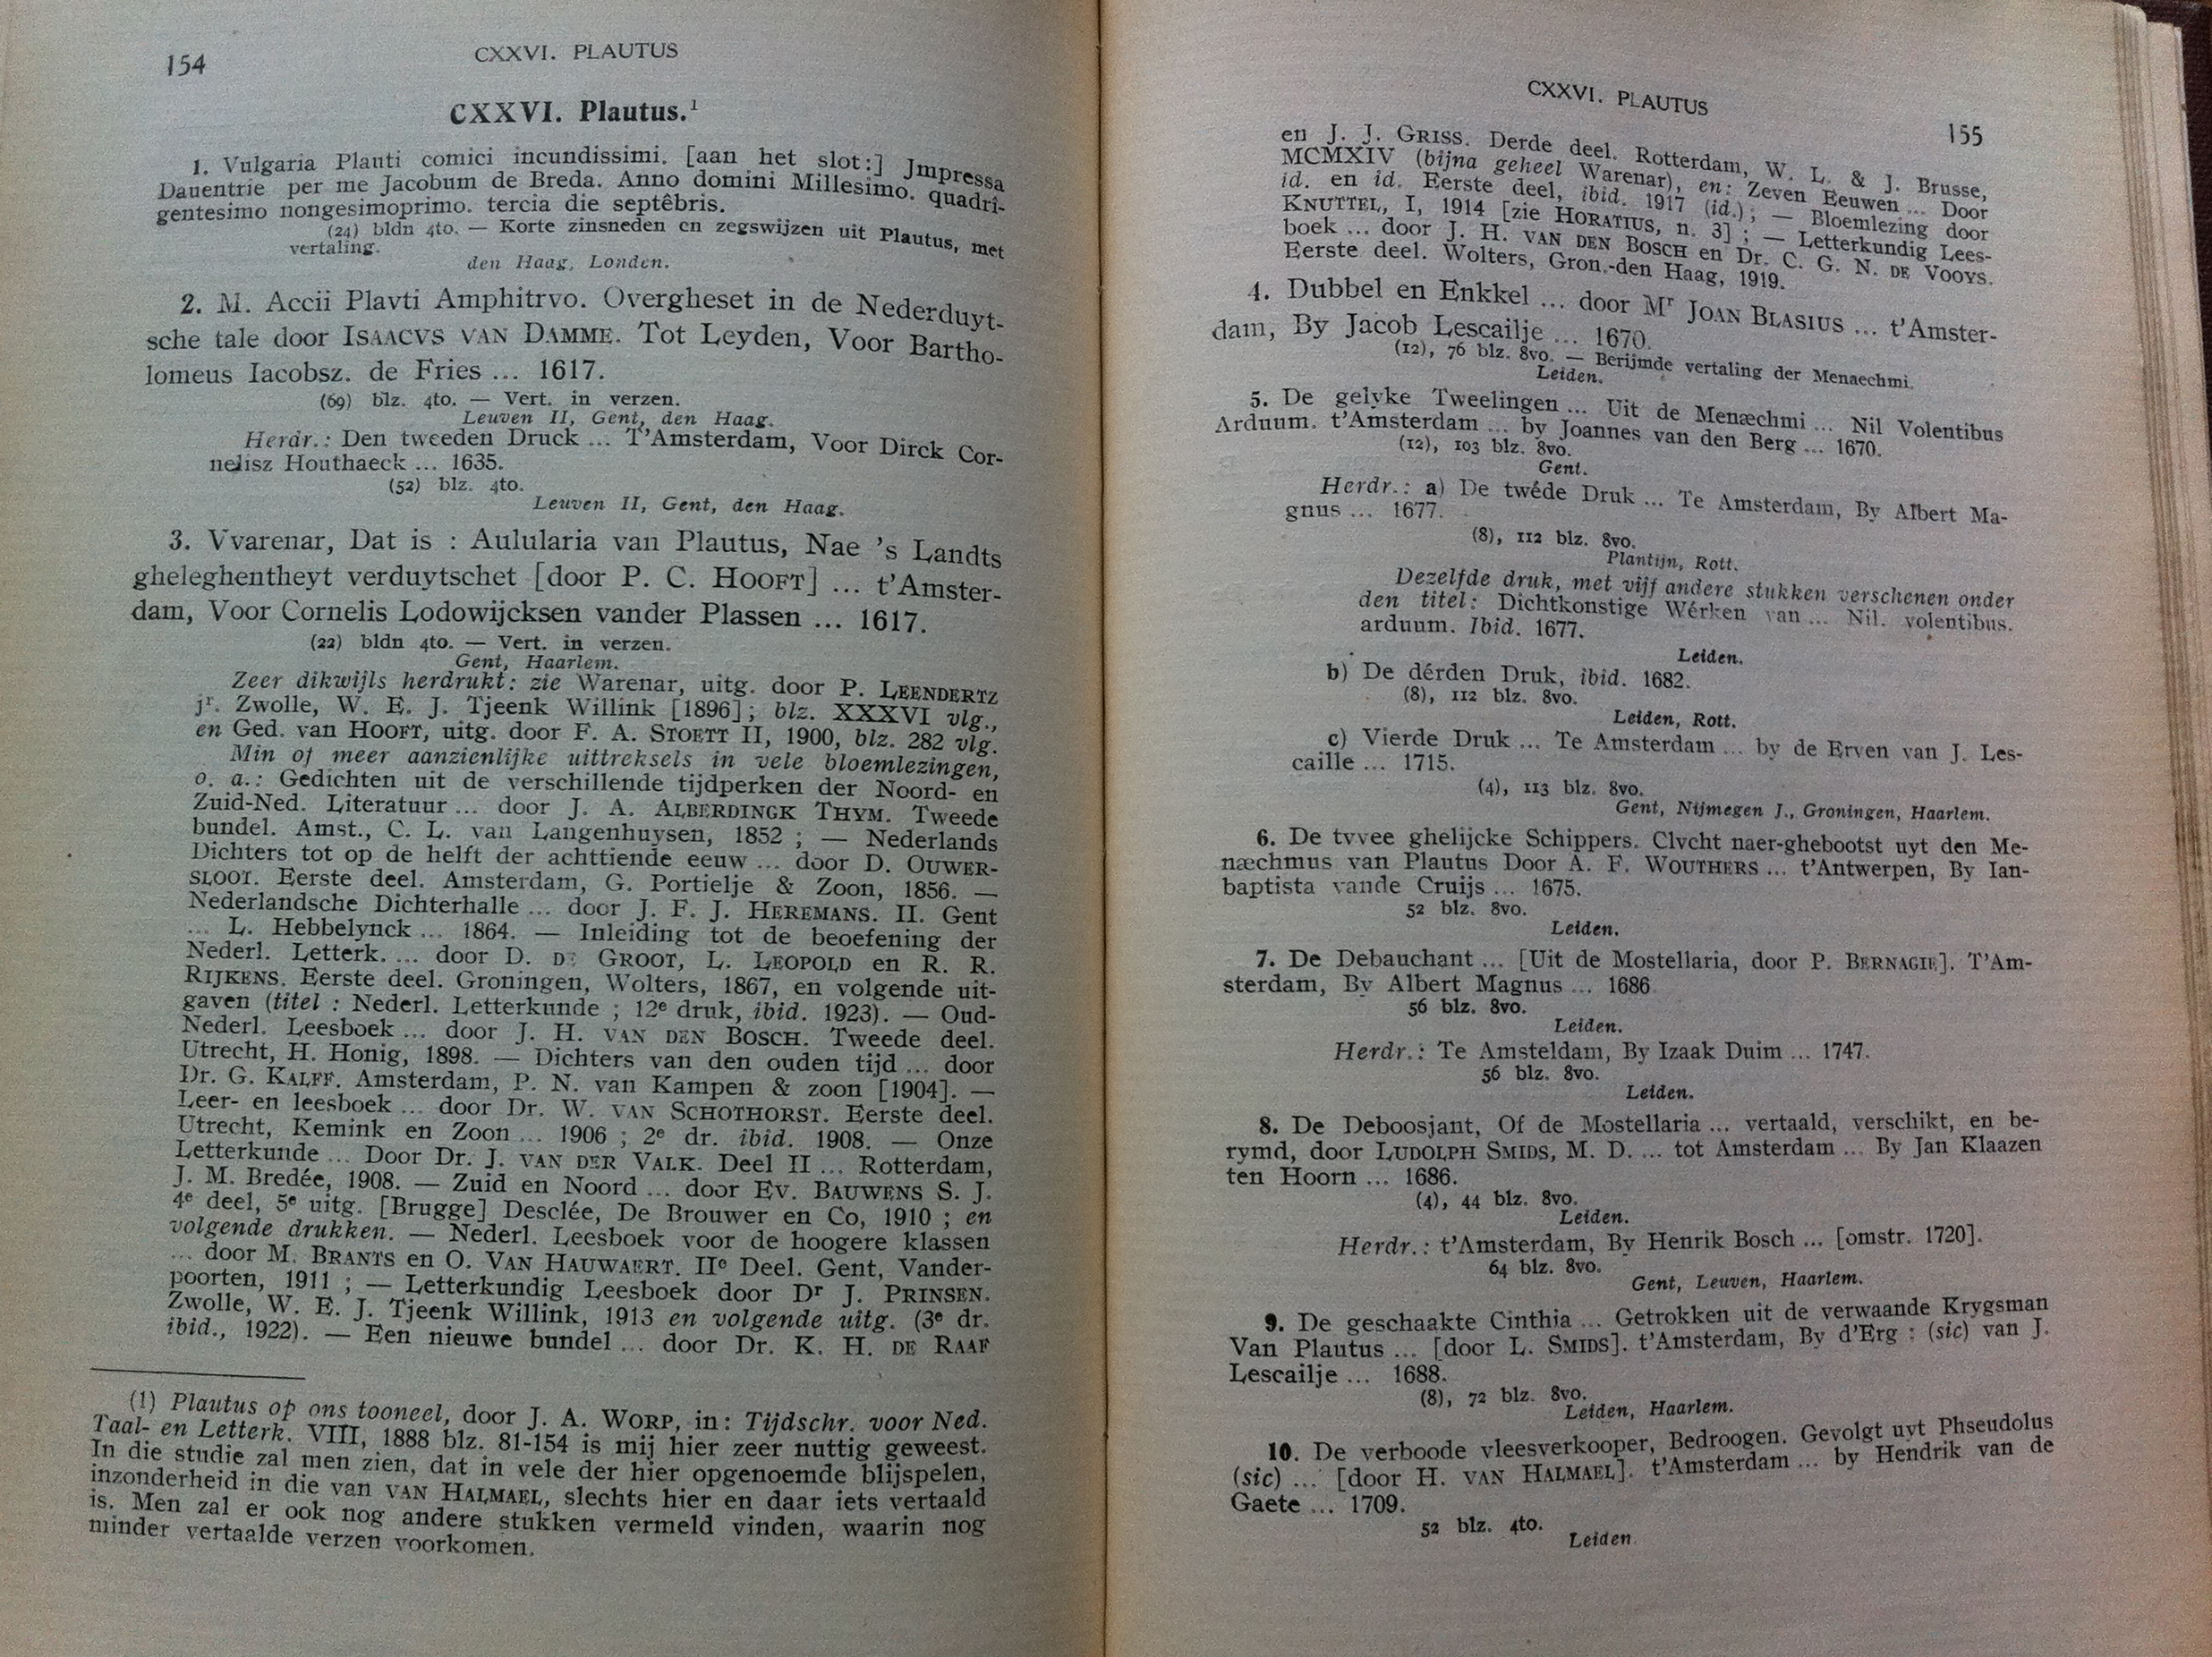 154
CXXVI. PLAUTUS
CXXVI. Plautus.¹
1. Vulgaria Plauti comici incundissimi. [aan het slot:] Jmpressa
Dauentrie per me Jacobum de Breda. Anno domini Millesimo. quadri-
gentesimo nongesimoprimo. tercia die septêbris.
(24) bldn 4to. — Korte zinsneden en zegswijzen uit Plautus, met
vertaling.
den Haag, Londen.
2. M. Accii Plavti Amphitrvo. Overgheset in de Nederduyt-
sche tale door ISAACVS VAN DAMME. Tot Leyden, Voor Bartho-
lomeus Iacobsz. de Fries ... 1617.
(69) blz. 4to. — Vert. in verzen.
Leuven II, Gent, den Haag.
Herdr.: Den tweeden Druck ... T'Amsterdam, Voor Dirck Cor-
nelisz Houthaeck ... 1635.
(52) blz. 4to.
Leuven II, Gent, den Haag.
3. Vvarenar, Dat is : Aulularia van Plautus, Nae 's Landts
gheleghentheyt verduytschet [door P. C. HOOFT] ... t'Amster-
dam, Voor Cornelis Lodowijcksen vander Plassen ... 1617.
(22) bldn 4to. — Vert. in verzen.
Gent, Haarlem.
Zeer dikwijls herdrukt: zie Warenar, uitg. door P. LEENDERTZ
jr. Zwolle, W. E. J. Tjeenk Willink [1896]; blz. XXXVI vlg.,
en Ged. van HOOFT, uitg. door F. A. STOETT II, 1900, blz. 282 vlg.
Min of meer aanzienlijke uittreksels in vele bloemlezingen,
o. a.: Gedichten uit de verschillende tijdperken der Noord- en
Zuid-Ned. Literatuur ... door J. A. ALBERDINGK THYM. Tweede
bundel. Amst., C. L. van Langenhuysen, 1852 ; — Nederlands
Dichters tot op de helft der achttiende eeuw ... door D. OUWER-
SLOOT. Eerste deel. Amsterdam, G. Portielje & Zoon, 1856. —
Nederlandsche Dichterhalle ... door J. F. J. HEREMANS. II. Gent
... L. Hebbelynck ... 1864. — Inleiding tot de beoefening der
Nederl. Letterk. ... door D. DE GROOT, L. LEOPOLD en R. R.
RIJKENS. Eerste deel. Groningen, Wolters, 1867, en volgende uit-
gaven (titel : Nederl. Letterkunde ; 12e druk, ibid. 1923). — Oud-
Nederl. Leesboek ... door J. H. VAN DEN BOSCH. Tweede deel.
Utrecht, H. Honig, 1898. — Dichters van den ouden tijd ... door
Dr. G. KALFF. Amsterdam, P. N. van Kampen & zoon [1904]. —
Leer- en leesboek ... door Dr. W. VAN SCHOTHORST. Eerste deel.
Utrecht, Kemink en Zoon ... 1906 ; 2e dr. ibid. 1908. — Onze
Letterkunde ... Door Dr. J. VAN DER VALK. Deel II ... Rotterdam,
J. M. Bredée, 1908. — Zuid en Noord ... door EV. BAUWENS S. J.
4e deel, 5e uitg. [Brugge] Desclée, De Brouwer en Co, 1910 ; en
volgende drukken. — Nederl. Leesboek voor de hoogere klassen
... door M. BRANTS en O. VAN HAUWAERT. IIe Deel. Gent, Vander-
poorten, 1911 ; — Letterkundig Leesboek door Dr J. PRINSEN.
Zwolle, W. E. J. Tjeenk Willink, 1913 en volgende uitg. (3e dr.
ibid., 1922). — Een nieuwe bundel ... door Dr. K. H. DE RAAF
(1) Plautus op ons tooneel, door J. A. WORP, in: Tijdschr. voor Ned.
Taal- en Letterk. VIII, 1888 blz. 81-154 is mij hier zeer nuttig geweest.
In die studie zal men zien, dat in vele der hier opgenoemde blijspelen,
inzonderheid in die van VAN HALMAEL, slechts hier en daar iets vertaald
is. Men zal er ook nog andere stukken vermeld vinden, waarin nog
minder vertaalde verzen voorkomen.
CXXVI. PLAUTUS
155
en J. J. GRISS. Derde deel. Rotterdam, W. L. & J. Brusse,
MCMXIV (bijna geheel Warenar), en: Zeven Eeuwen ... Door
id. en id. Eerste deel, ibid. 1917 (id.); — Bloemlezing door
KNUTTEL, I, 1914 [zie HORATIUS, n. 3] ; — Letterkundig Lees-
boek ... door J. H. VAN DEN BOSCH en Dr. C. G. N. DE VOOYS.
Eerste deel. Wolters, Gron.-den Haag, 1919.
4. Dubbel en Enkkel ... door Mr JOAN BLASIUS ... t'Amster-
dam, By Jacob Lescailje ... 1670.
(12), 76 blz. 8vo. — Berijmde vertaling der Menaechmi.
Leiden.
5. De gelyke Tweelingen ... Uit de Menæchmi ... Nil Volentibus
Arduum. t'Amsterdam ... by Joannes van den Berg ... 1670.
(12), 103 blz. 8vo.
Gent.
Herdr.: a) De twéde Druk ... Te Amsterdam, By Albert Ma-
gnus ... 1677.
(8), 112 blz. 8vo.
Plantijn, Rott.
Dezelfde druk, met vijf andere stukken verschenen onder
den titel: Dichtkonstige Wérken van ... Nil. volentibus.
arduum. Ibid. 1677.
Leiden.
b) De dérden Druk, ibid. 1682.
(8), 112 blz. 8vo.
Leiden, Rott.
c) Vierde Druk ... Te Amsterdam ... by de Erven van J. Les-
caille ... 1715.
(4), 113 blz. 8vo.
Gent, Nijmegen J., Groningen, Haarlem.
6. De tvvee ghelijcke Schippers. Clvcht naer-ghebootst uyt den Me-
næchmus van Plautus Door A. F. WOUTHERS ... t'Antwerpen, By Ian-
baptista vande Cruijs ... 1675.
52 blz. 8vo.
Leiden.
7. De Debauchant ... [Uit de Mostellaria, door P. BERNAGIE]. T'Am-
sterdam, By Albert Magnus ... 1686
56 blz. 8vo.
Leiden.
Herdr.: Te Amsteldam, By Izaak Duim ... 1747.
56 blz. 8vo.
Leiden.
8. De Deboosjant, Of de Mostellaria ... vertaald, verschikt, en be-
rymd, door LUDOLPH SMIDS, M. D. ... tot Amsterdam ... By Jan Klaazen
ten Hoorn ... 1686.
(4), 44 blz. 8vo.
Leiden.
Herdr.: t'Amsterdam, By Henrik Bosch ... [omstr. 1720].
64 blz. 8vo.
Gent, Leuven, Haarlem.
9. De geschaakte Cinthia ... Getrokken uit de verwaande Krygsman
Van Plautus ... [door L. SMIDS]. t'Amsterdam, By d'Erg : (sic) van J.
Lescailje ... 1688.
(8), 72 blz. 8vo.
Leiden, Haarlem.
10. De verboode vleesverkooper, Bedroogen. Gevolgt uyt Phseudolus
(sic) ... [door H. VAN HALMAEL]. t'Amsterdam ... by Hendrik van de
Gaete ... 1709.
52 blz. 4to.
Leiden